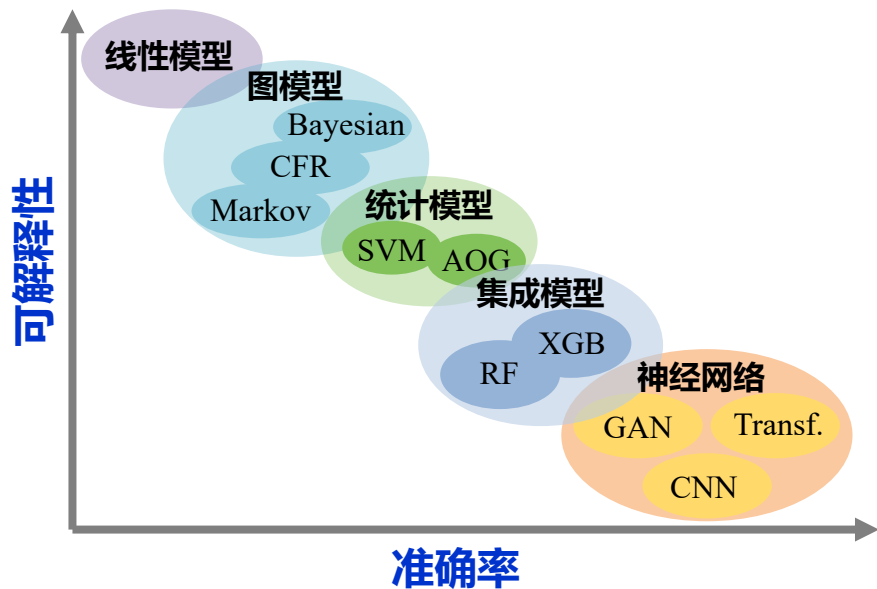 线性模型
图模型
Bayesian
CFR
Markov
统计模型
SVM
AOG
集成模型
XGB
RF
神经网络
GAN
Transf.
CNN
可解释性
准确率